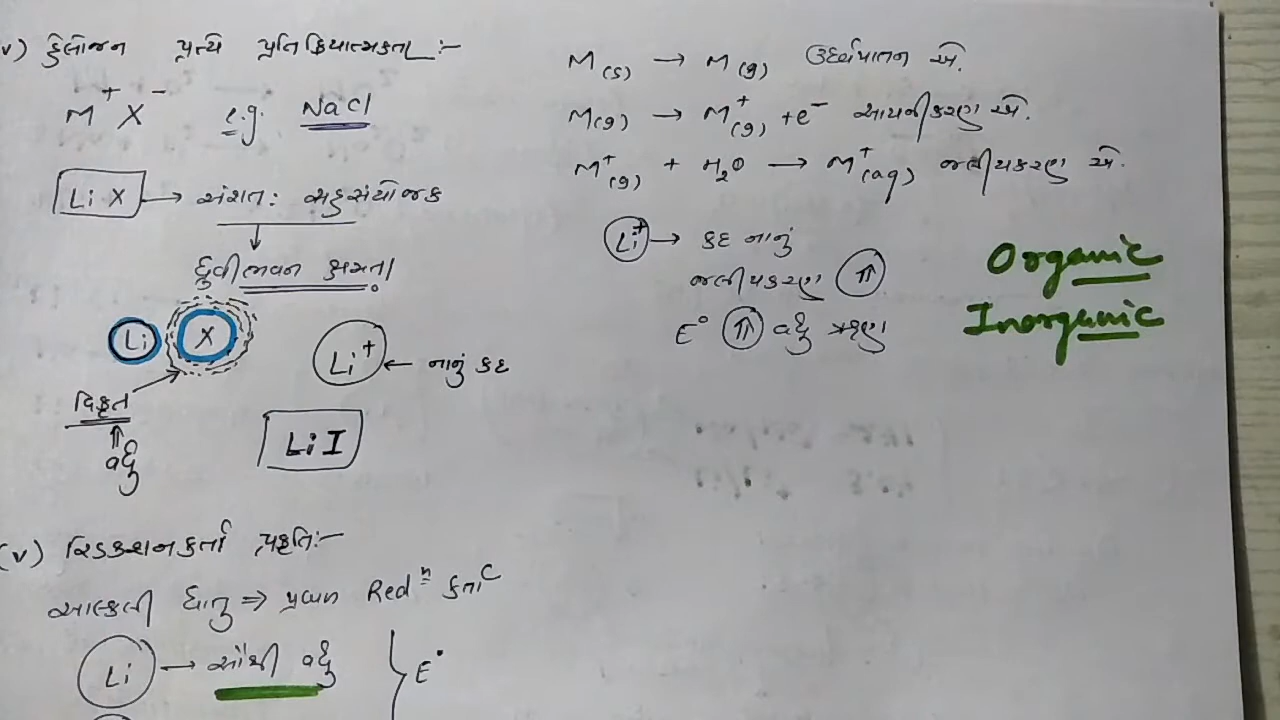 v) હેલોજન પ્રત્યે પ્રતિક્રિયાત્મકતા :-
M⁺X⁻ e.g. NaCl
Li X → અંશતઃ સહસંયોજક
ધ્રુવીભવન ક્ષમતા
Li X
Li⁺ ← નાનું કદ
વિકૃત
⇑
વધુ
LiI
(v) રિડક્શનકર્તા પ્રકૃતિ:-
આલ્કલી ધાતુ ⇒ પ્રબળ Redⁿ કર્તા
Li → સૌથી વધુ } E°
M(s) → M(g) ઉર્ધ્વપાતન એ.
M(g) → M⁺(g) + e⁻ આયનીકરણ એ.
M⁺(g) + H₂O → M⁺(aq) જલીયકરણ એ.
Li⁺ → કદ નાનું
જલીયકરણ ⇑
E° ⇑ વધુ ઋણ
Organic
Inorganic